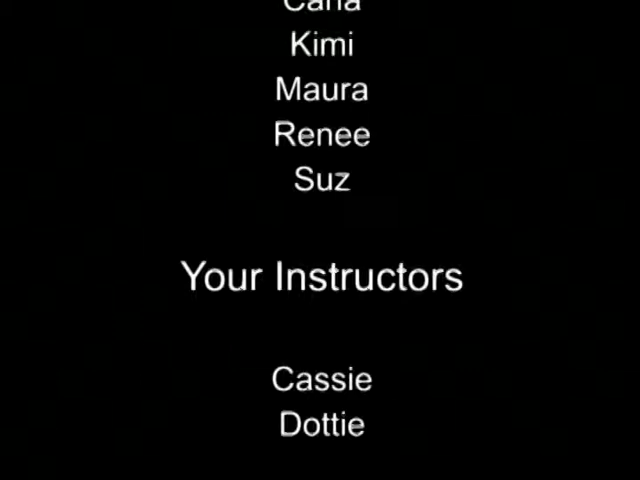 Kimi
Maura
Renee
Suz
Your Instructors
Cassie
Dottie